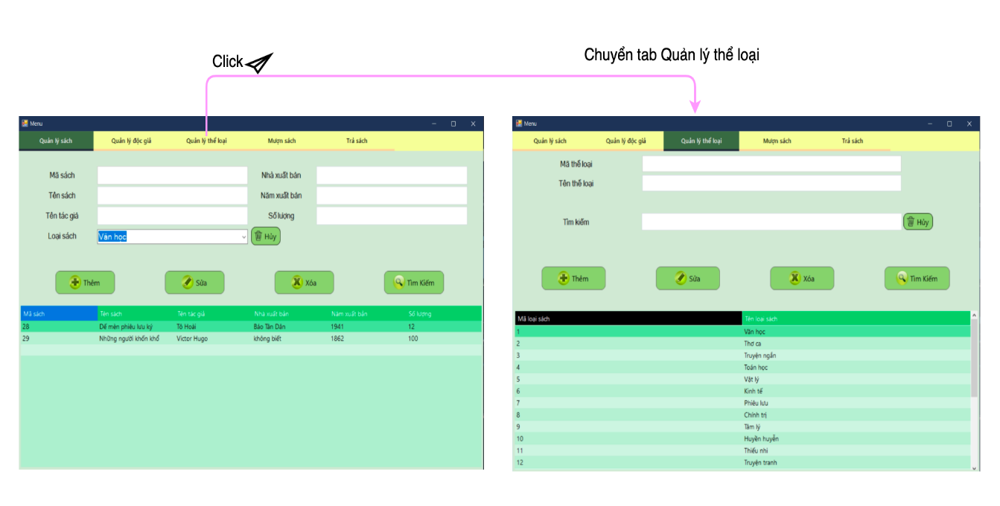 Click
Chuyển tab Quản lý thể loại
Menu
Quản lý sách Quản lý độc giả Quản lý thể loại Mượn sách Trả sách
Mã sách Nhà xuất bản
Tên sách Năm xuất bản
Tên tác giả Số lượng
Loại sách Văn học Hủy
Thêm Sửa Xóa Tìm Kiếm
Mã sách Tên sách Tên tác giả Nhà xuất bản Năm xuất bản Số lượng
28 Dế mèn phiêu lưu ký Tô Hoài Báo Tân Dân 1941 12
29 Những người khốn khổ Victor Hugo không biết 1862 100
Menu
Quản lý sách Quản lý độc giả Quản lý thể loại Mượn sách Trả sách
Mã thể loại
Tên thể loại
Tìm kiếm Hủy
Thêm Sửa Xóa Tìm Kiếm
Mã loại sách Tên loại sách
1 Văn học
2 Thơ ca
3 Truyện ngắn
4 Toán học
5 Vật lý
6 Kinh tế
7 Phiêu lưu
8 Chính trị
9 Tâm lý
10 Huyền huyễn
11 Thiếu nhi
12 Truyện tranh